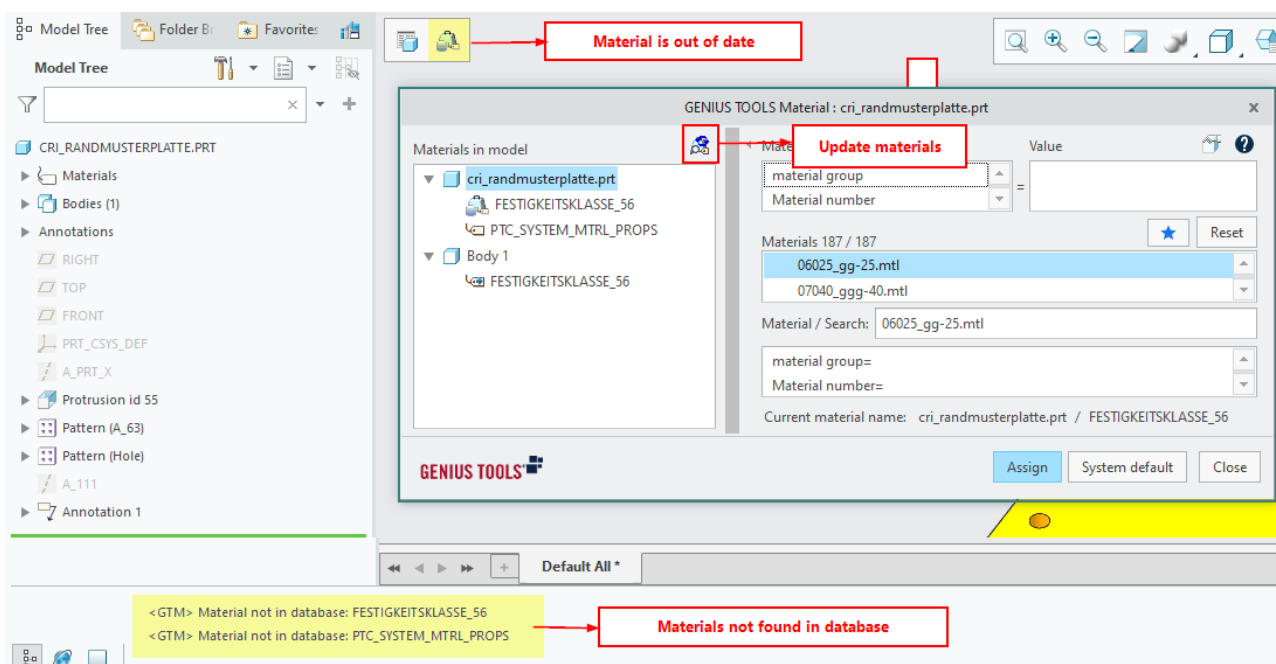 Model Tree
Folder Br
Favorites
Material is out of date
Model Tree
CRI_RANDMUSTERPLATTE.PRT
Materials
Bodies (1)
Annotations
RIGHT
TOP
FRONT
PRT_CSYS_DEF
A_PRT_X
Protrusion id 55
Pattern (A_63)
Pattern (Hole)
A_111
Annotation 1
GENIUS TOOLS Material : cri_randmusterplatte.prt
x
Materials in model
cri_randmusterplatte.prt
FESTIGKEITSKLASSE_56
PTC_SYSTEM_MTRL_PROPS
Body 1
FESTIGKEITSKLASSE_56
Update materials
Mate
Value
material group
Material number
=
Materials 187 / 187
Reset
06025_gg-25.mtl
07040_ggg-40.mtl
Material / Search: 06025_gg-25.mtl
material group=
Material number=
Current material name: cri_randmusterplatte.prt / FESTIGKEITSKLASSE_56
GENIUS TOOLS
Assign
System default
Close
Default All *
<GTM> Material not in database: FESTIGKEITSKLASSE_56
<GTM> Material not in database: PTC_SYSTEM_MTRL_PROPS
Materials not found in database